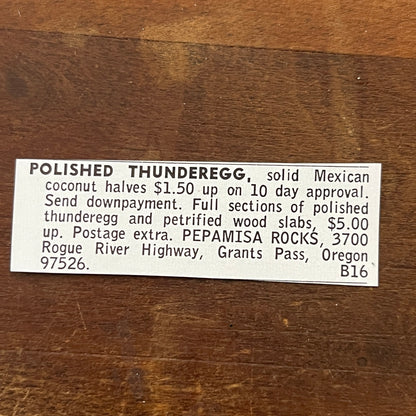 POLISHED THUNDEREGG, solid Mexican
coconut halves $1.50 up on 10 day approval.
Send downpayment. Full sections of polished
thunderegg and petrified wood slabs, $5.00
up. Postage extra. PEPAMISA ROCKS, 3700
Rogue River Highway, Grants Pass, Oregon
97526. B16